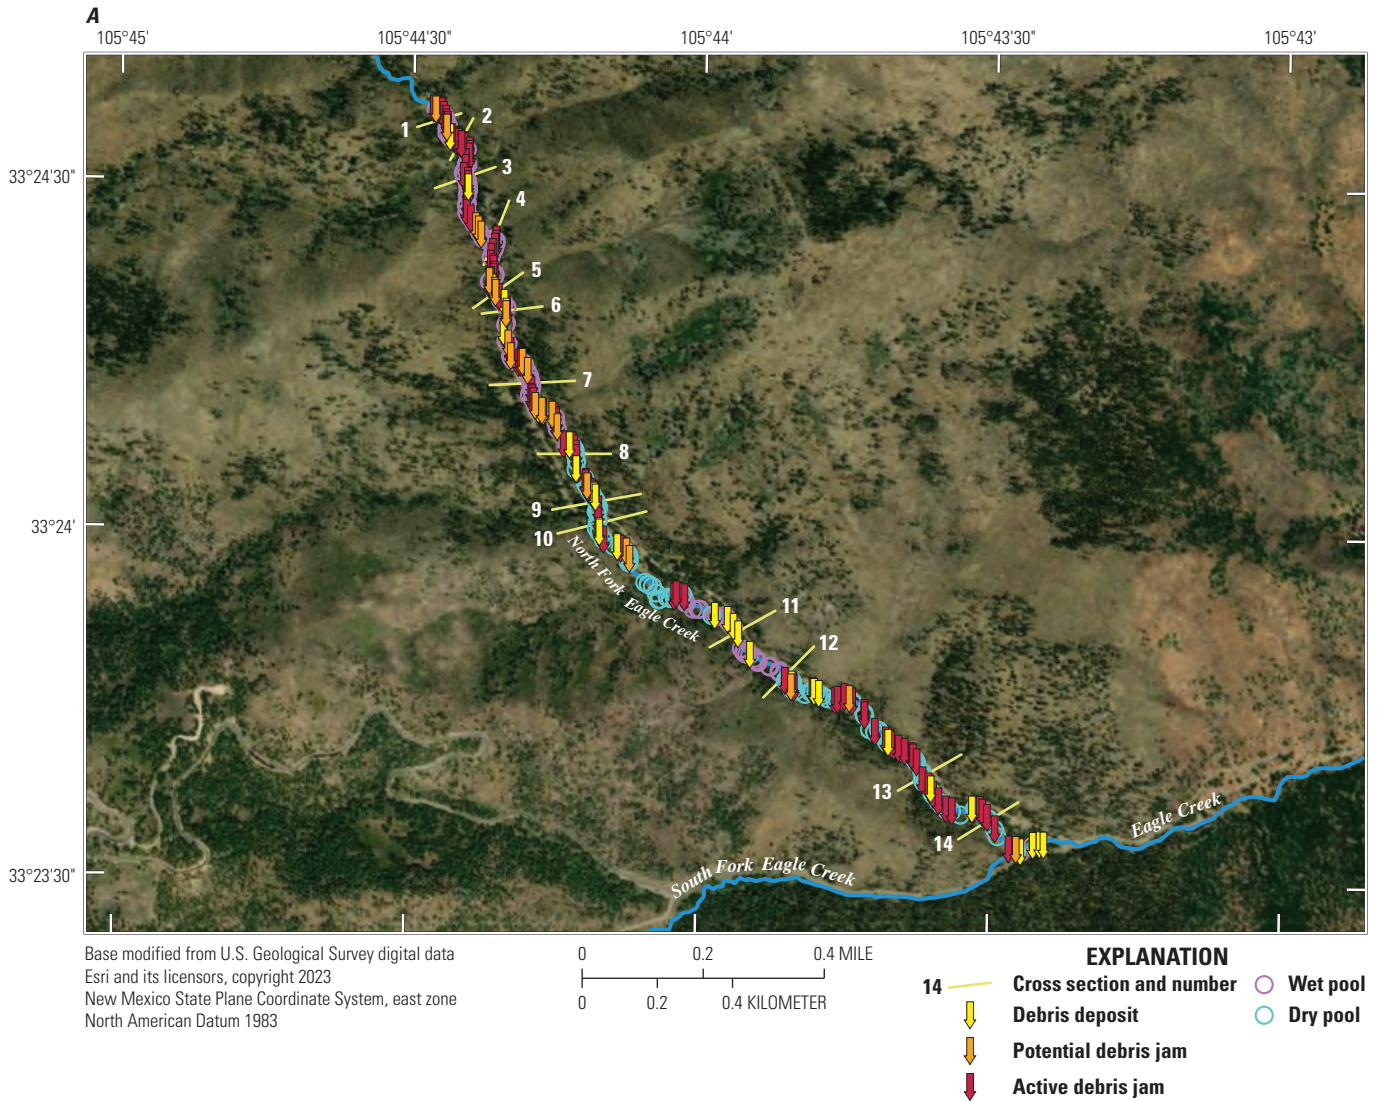 A
105°45'
105°44'30"
105°44'
105°43'30"
105°43'
33°24'30"
33°24'
33°23'30"
1
2
3
4
5
6
7
8
9
10
North Fork Eagle Creek
11
12
13
14
Eagle Creek
South Fork Eagle Creek
Base modified from U.S. Geological Survey digital data
Esri and its licensors, copyright 2023
New Mexico State Plane Coordinate System, east zone
North American Datum 1983
0 0.2 0.4 MILE
0 0.2 0.4 KILOMETER
EXPLANATION
14 Cross section and number
Debris deposit
Potential debris jam
Active debris jam
Wet pool
Dry pool